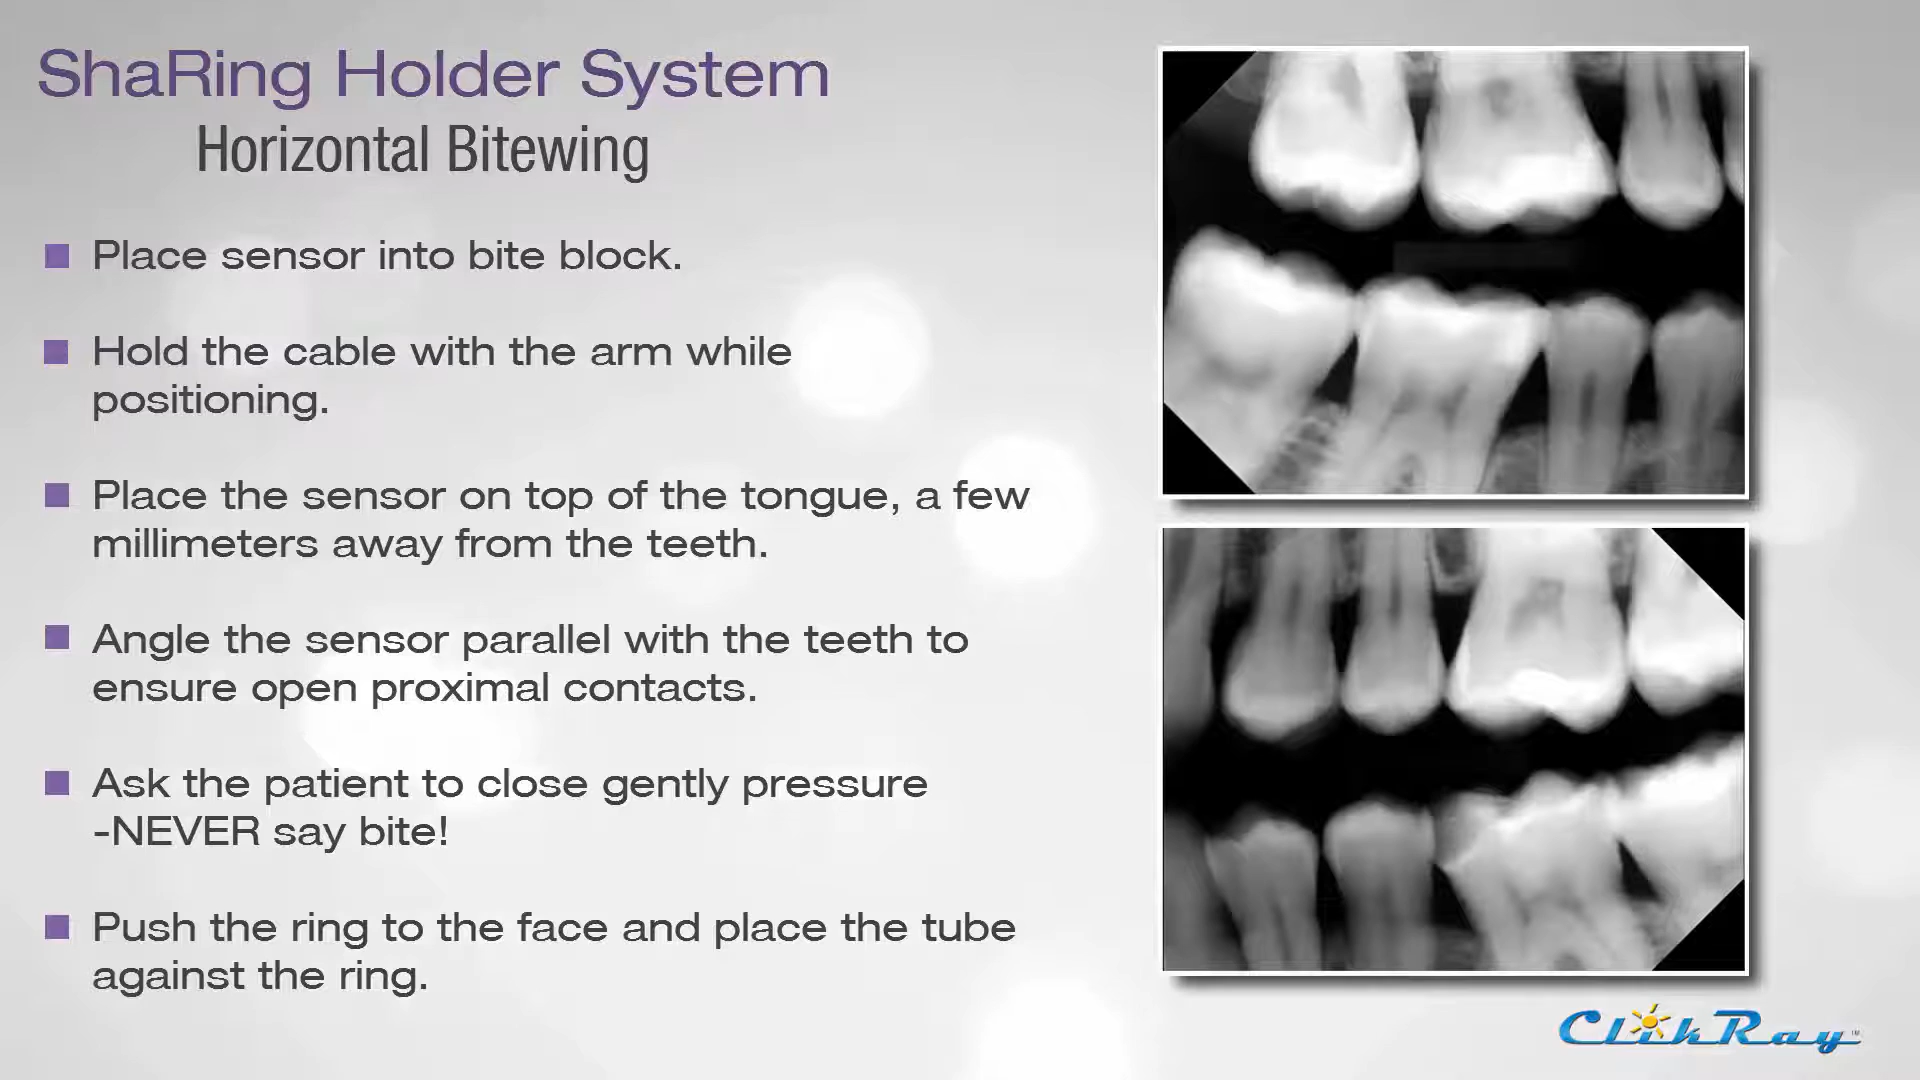 ShaRing Holder System
Horizontal Bitewing
Place sensor into bite block.
Hold the cable with the arm while
positioning.
Place the sensor on top of the tongue, a few
millimeters away from the teeth.
Angle the sensor parallel with the teeth to
ensure open proximal contacts.
Ask the patient to close gently pressure
-NEVER say bite!
Push the ring to the face and place the tube
against the ring.
ClikRay™